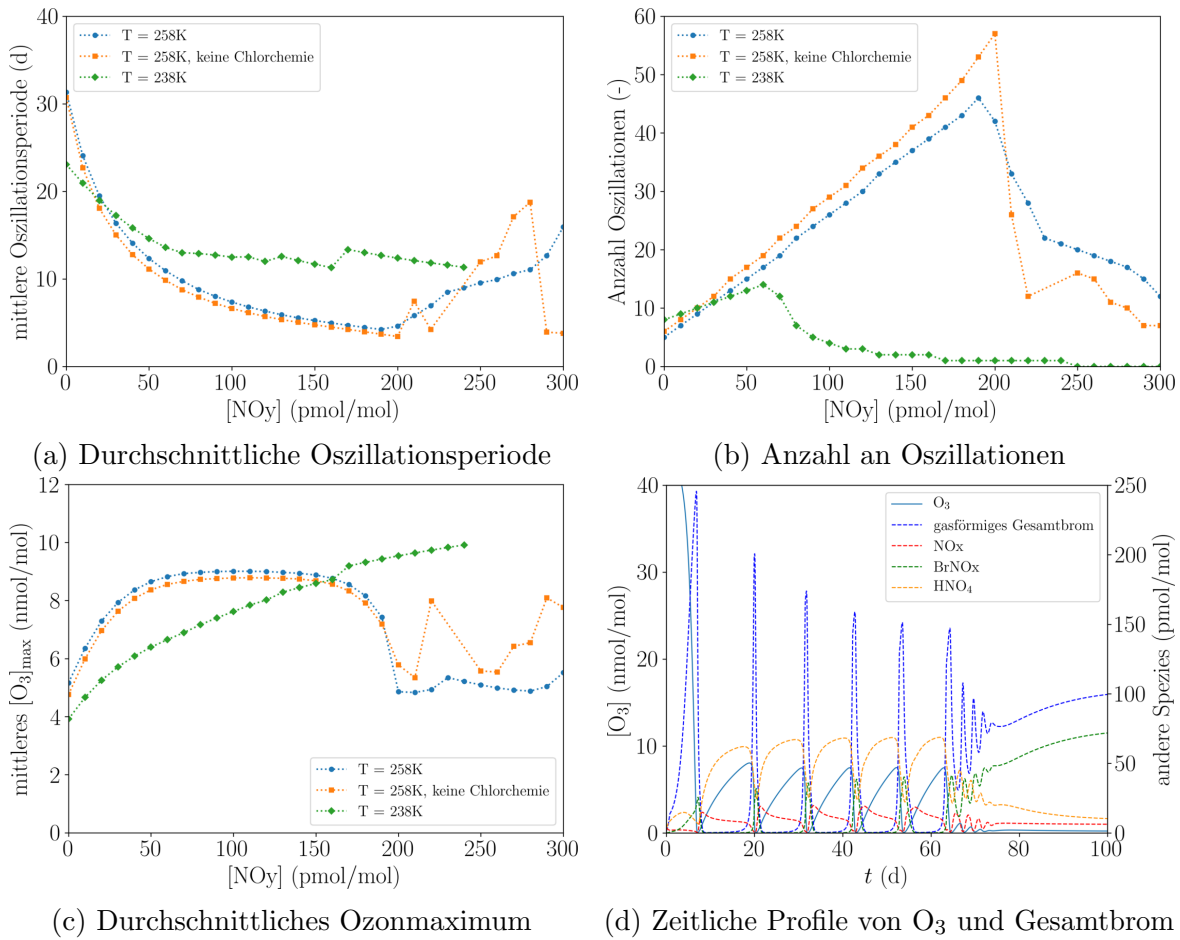 40
30
20
10
0
mittlere Oszillationsperiode (d)
T = 258K
T = 258K, keine Chlorchemie
T = 238K
0 50 100 150 200 250 300
[NOy] (pmol/mol)
(a) Durchschnittliche Oszillationsperiode
60
50
40
30
20
10
0
Anzahl Oszillationen (-)
T = 258K
T = 258K, keine Chlorchemie
T = 238K
0 50 100 150 200 250 300
[NOy] (pmol/mol)
(b) Anzahl an Oszillationen
12
10
8
6
4
2
0
mittleres [O₃]max (nmol/mol)
T = 258K
T = 258K, keine Chlorchemie
T = 238K
0 50 100 150 200 250 300
[NOy] (pmol/mol)
(c) Durchschnittliches Ozonmaximum
40
30
20
10
0
[O₃] (nmol/mol)
O₃
gasförmiges Gesamtbrom
NOx
BrNOx
HNO₄
250
200
150
100
50
0
andere Spezies (pmol/mol)
0 20 40 60 80 100
t (d)
(d) Zeitliche Profile von O₃ und Gesamtbrom